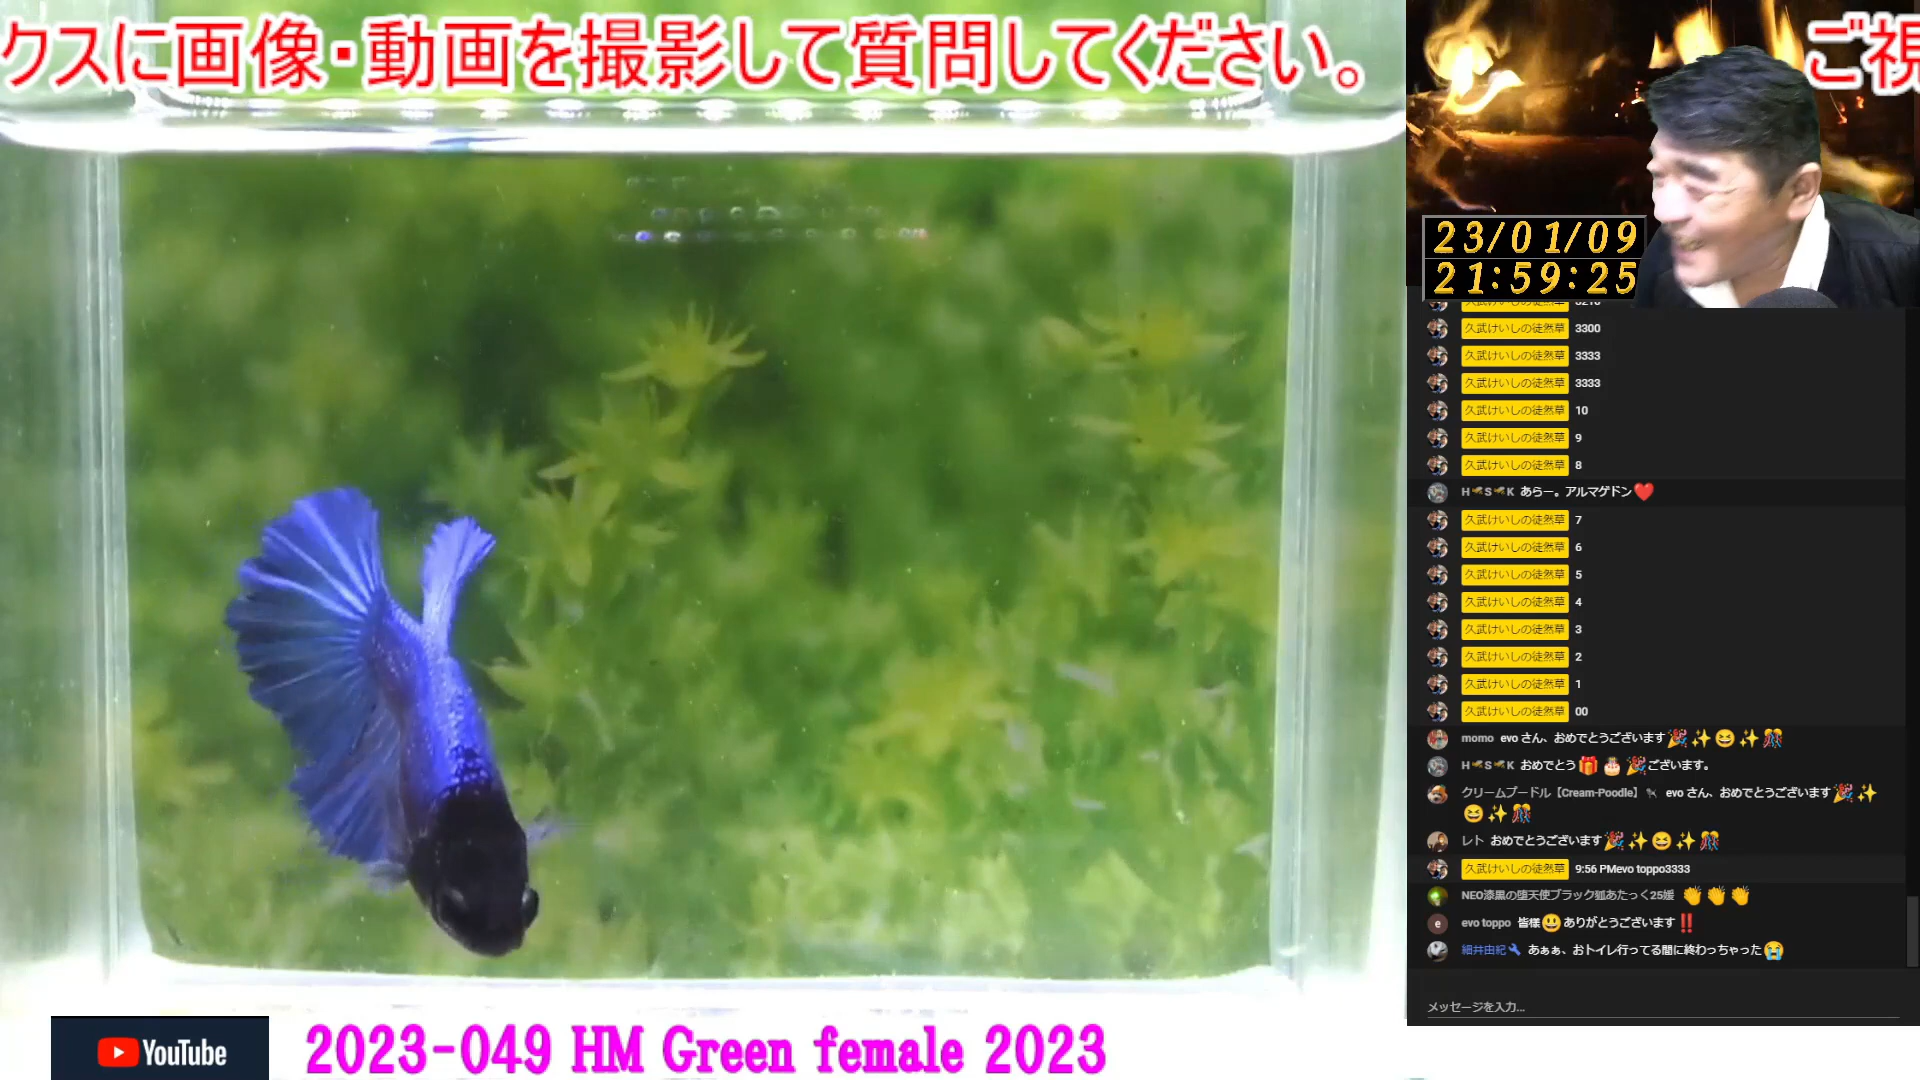 クスに画像・動画を撮影して質問してください。
ご視
23/01/09
21:59:25
久武けいしの徒然草 3300
久武けいしの徒然草 3333
久武けいしの徒然草 3333
久武けいしの徒然草 10
久武けいしの徒然草 9
久武けいしの徒然草 8
H🔫S🔫K あらー。アルマゲドン❤️
久武けいしの徒然草 7
久武けいしの徒然草 6
久武けいしの徒然草 5
久武けいしの徒然草 4
久武けいしの徒然草 3
久武けいしの徒然草 2
久武けいしの徒然草 1
久武けいしの徒然草 00
momo evo さん、おめでとうございます🎉✨😆✨🎊
H🔫S🔫K おめでとう🎁🎂🎉ございます。
クリームプードル【Cream-Poodle】🐩 evo さん、おめでとうございます🎉✨
😆✨🎊
レト おめでとうございます🎉✨😆✨🎊
久武けいしの徒然草 9:56 PMevo toppo3333
NEO漆黒の堕天使ブラック狐あたっく25媛 👏👏👏
e evo toppo 皆様😃ありがとうございます‼️
細井由紀🔧 あぁぁ、おトイレ行ってる間に終わっちゃった😭
メッセージを入力...
YouTube
2023-049 HM Green female 2023